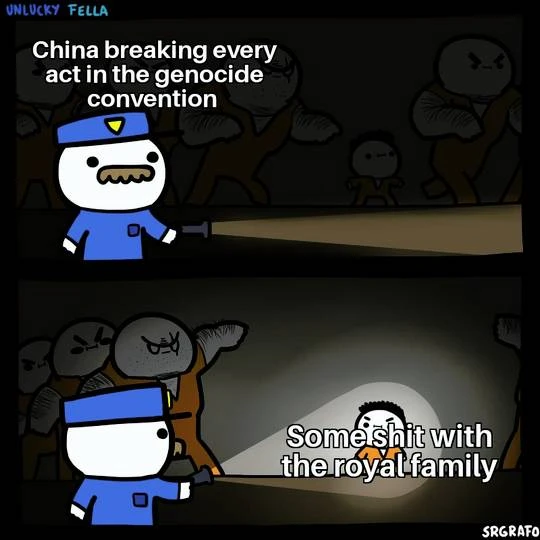 UNLUCKY FELLA
China breaking every
act in the genocide
convention
Some shit with
the royal family
SRGRAFO